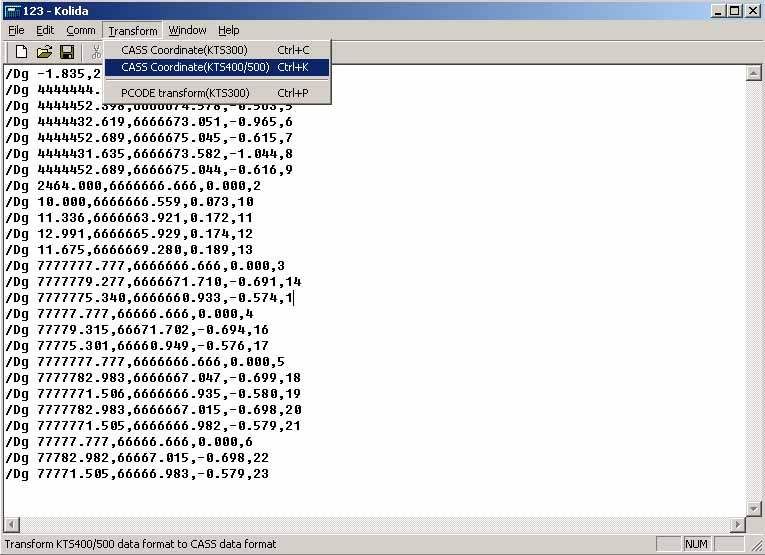 123 - Kolida
File Edit Comm Transform Window Help
CASS Coordinate(KTS300) Ctrl+C
CASS Coordinate(KTS400/500) Ctrl+K
PCODE transform(KTS300) Ctrl+P
/Dg -1.835,2
/Dg 4444444.
/Dg 4444452.898,6666674.578,-0.563,5
/Dg 4444432.619,6666673.051,-0.965,6
/Dg 4444452.689,6666675.045,-0.615,7
/Dg 4444431.635,6666673.582,-1.044,8
/Dg 4444452.689,6666675.044,-0.616,9
/Dg 2464.000,6666666.666,0.000,2
/Dg 10.000,6666666.559,0.073,10
/Dg 11.336,6666663.921,0.172,11
/Dg 12.991,6666665.929,0.174,12
/Dg 11.675,6666669.280,0.189,13
/Dg 7777777.777,6666666.666,0.000,3
/Dg 7777779.277,6666671.710,-0.691,14
/Dg 7777775.340,6666660.933,-0.574,1
/Dg 77777.777,66666.666,0.000,4
/Dg 77779.315,66671.702,-0.694,16
/Dg 77775.301,66660.949,-0.576,17
/Dg 7777777.777,6666666.666,0.000,5
/Dg 7777782.983,6666667.047,-0.699,18
/Dg 7777771.506,6666666.935,-0.580,19
/Dg 7777782.983,6666667.015,-0.698,20
/Dg 7777771.505,6666666.982,-0.579,21
/Dg 77777.777,66666.666,0.000,6
/Dg 77782.982,66667.015,-0.698,22
/Dg 77771.505,66666.983,-0.579,23
Transform KTS400/500 data format to CASS data format
NUM